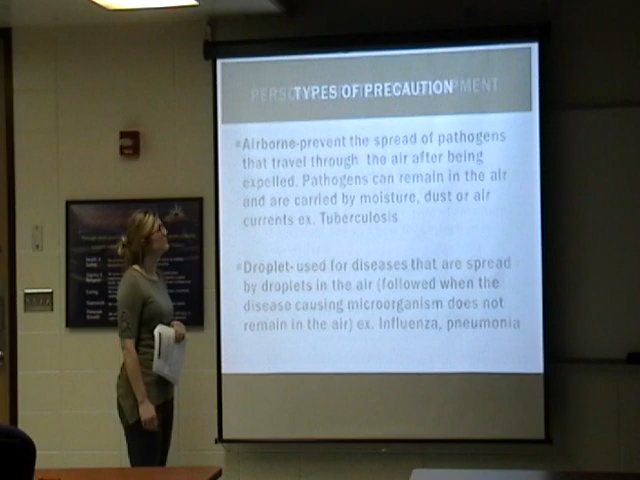 TYPES OF PRECAUTION
Airborne-prevent the spread of pathogens
that travel through the air after being
expelled. Pathogens can remain in the air
and are carried by moisture, dust or air
currents ex. Tuberculosis
Droplet- used for diseases that are spread
by droplets in the air (followed when the
disease causing microorganism does not
remain in the air) ex. Influenza, pneumonia